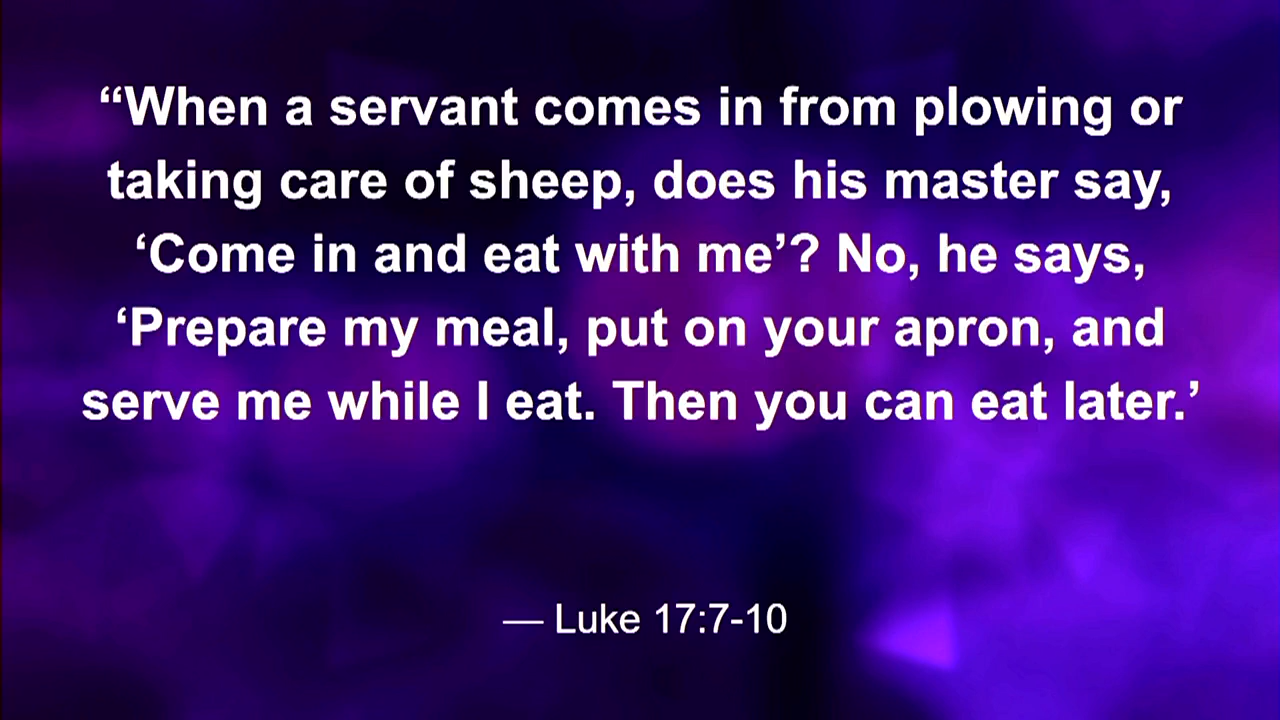 “When a servant comes in from plowing or
taking care of sheep, does his master say,
‘Come in and eat with me’? No, he says,
‘Prepare my meal, put on your apron, and
serve me while I eat. Then you can eat later.’
— Luke 17:7-10